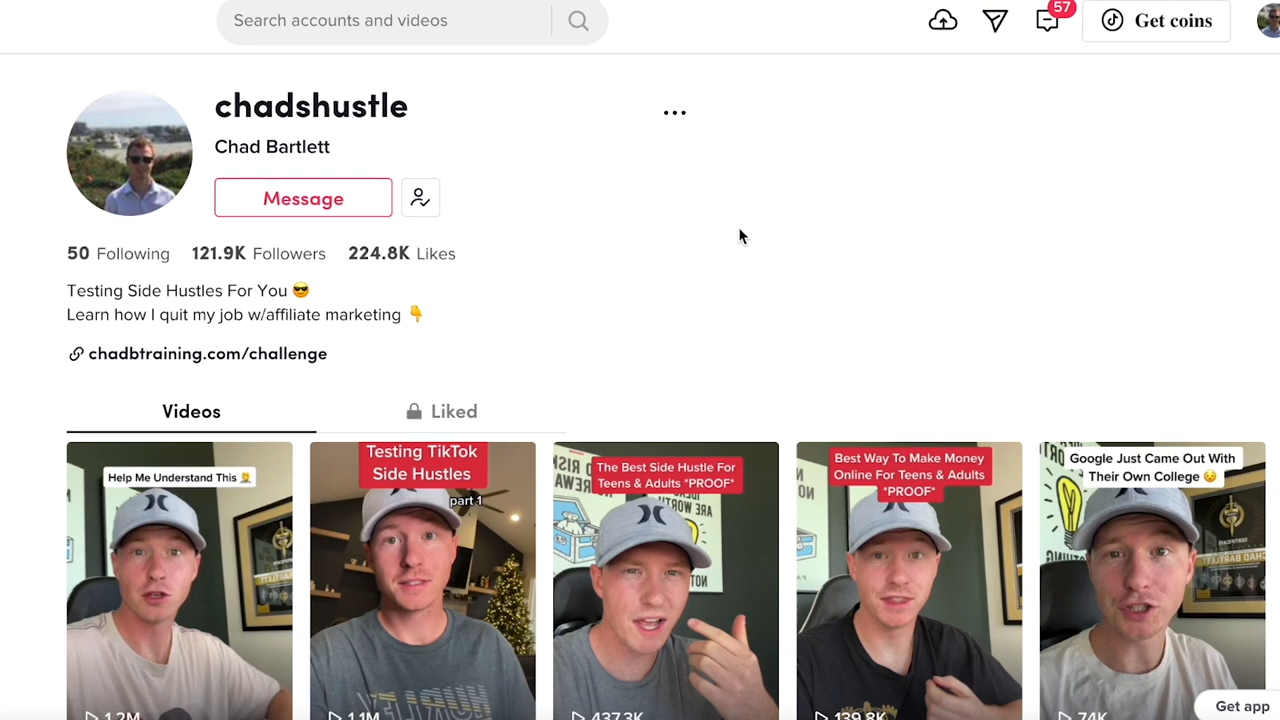 Search accounts and videos
57
Get coins
chadshustle
Chad Bartlett
Message
50 Following 121.9K Followers 224.8K Likes
Testing Side Hustles For You 😎
Learn how I quit my job w/affiliate marketing 👇
chadbtraining.com/challenge
Videos
Liked
Help Me Understand This 🤦
1.2M
Testing TikTok
Side Hustles
part 1
1.1M
The Best Side Hustle For
Teens & Adults *PROOF*
437.3K
Best Way To Make Money
Online For Teens & Adults
*PROOF*
139.8K
Google Just Came Out With
Their Own College 😥
CHAD BARTLETT
74K
Get app